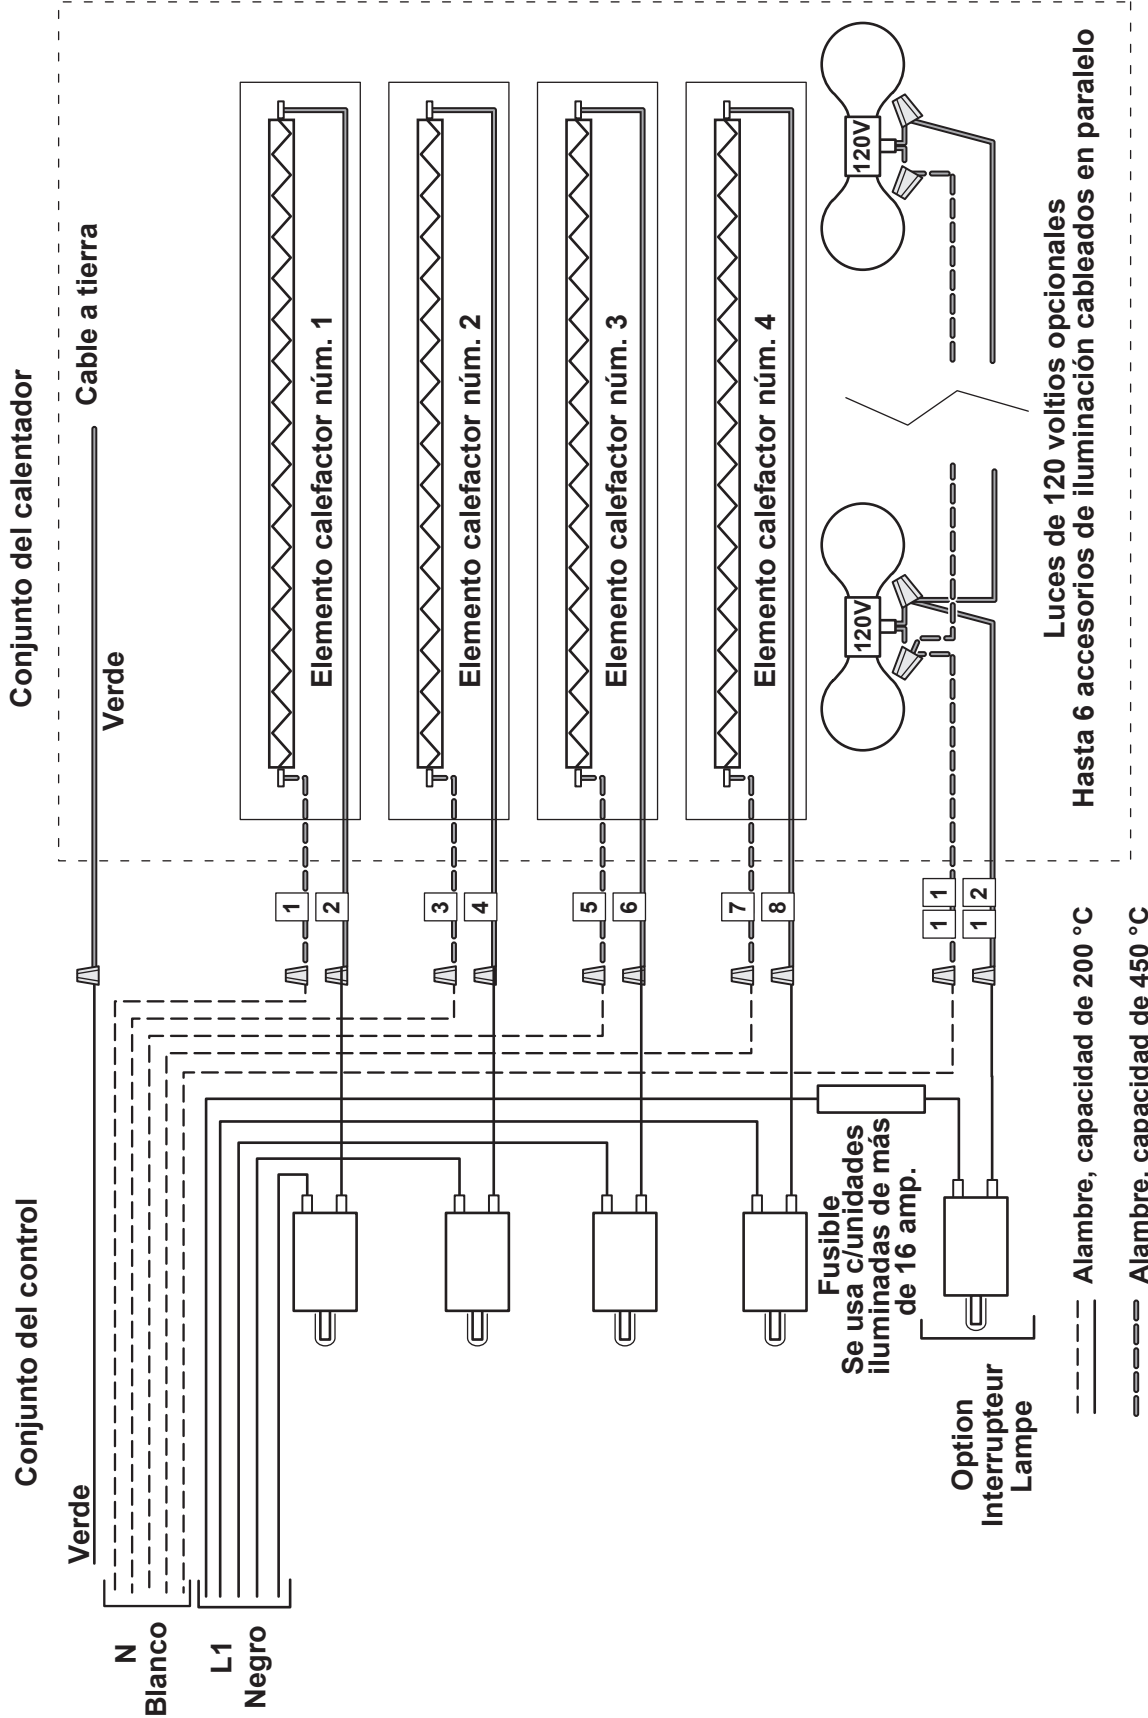 Conjunto del control
Conjunto del calentador
Verde
Verde
Cable a tierra
N
Blanco
L1
Negro
1
2
Elemento calefactor núm. 1
3
4
Elemento calefactor núm. 2
5
6
Elemento calefactor núm. 3
7
8
Elemento calefactor núm. 4
Fusible
Se usa c/unidades
iluminadas de más
de 16 amp.
1 1
1 2
120V
120V
Luces de 120 voltios opcionales
Hasta 6 accesorios de iluminación cableados en paralelo
Option
Interrupteur
Lampe
Alambre, capacidad de 200 °C
Alambre, capacidad de 450 °C